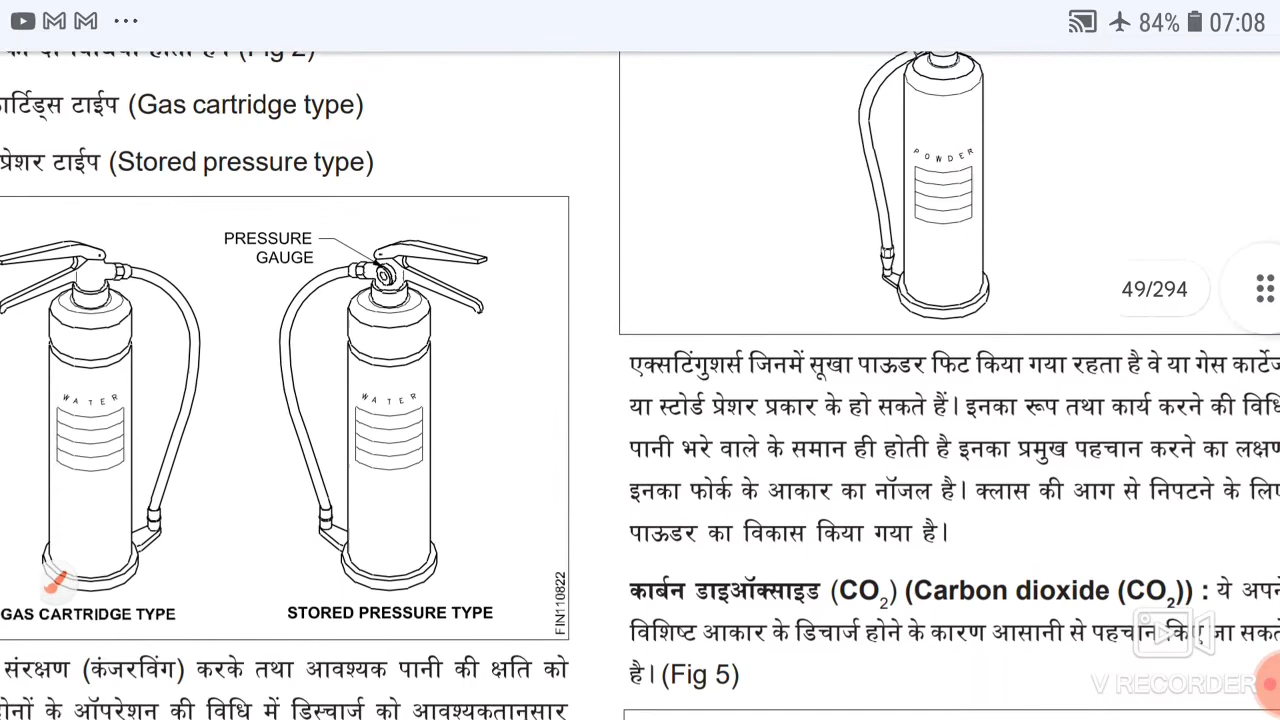 84% 07:08
(Fig 2)
टाईप (Gas cartridge type)
प्रेशर टाईप (Stored pressure type)
PRESSURE
GAUGE
WATER
WATER
GAS CARTRIDGE TYPE
STORED PRESSURE TYPE
FIN110822
संरक्षण (कंजरविंग) करके तथा आवश्यक पानी की क्षति को
के ऑपरेशन की विधि में डिस्चार्ज को आवश्यकतानसार
POWDER
49/294
एक्सटिंगुशर्स जिनमें सूखा पाऊडर फिट किया गया रहता है वे या गेस
या स्टोर्ड प्रेशर प्रकार के हो सकते हैं। इनका रूप तथा कार्य करने की
पानी भरे वाले के समान ही होती है इनका प्रमुख पहचान करने का
इनका फोर्क के आकार का नॉजल है। क्लास की आग से निपटने के
पाऊडर का विकास किया गया है।
कार्बन डाइऑक्साइड (CO₂) (Carbon dioxide (CO₂)) : ये
विशिष्ट आकार के डिचार्ज होने के कारण आसानी से पहचान किए जा
है। (Fig 5)
V RECORDER